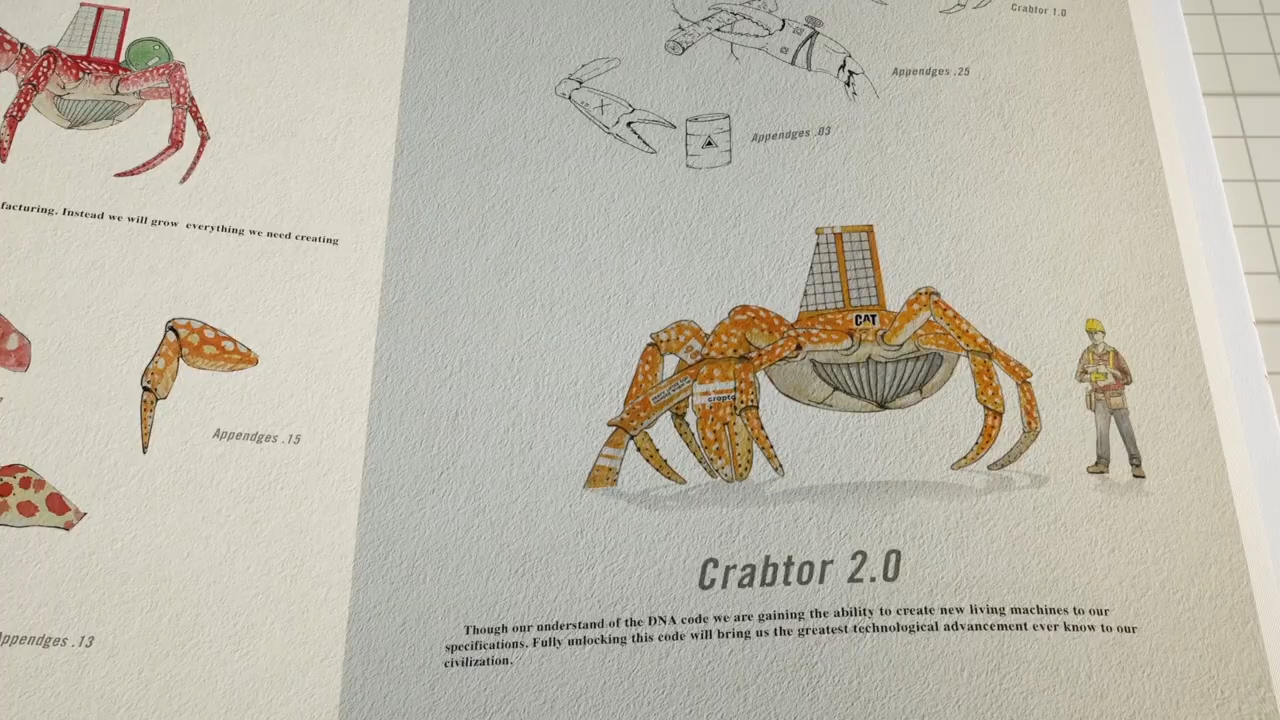 facturing. Instead we will grow everything we need creating
Appendges .15
Appendges .13
Crabtor 1.0
Appendges .25
Appendges .03
CAT
cropto
Crabtor 2.0
Though our understand of the DNA code we are gaining the ability to create new living machines to our
specifications. Fully unlocking this code will bring us the greatest technological advancement ever know to our
civilization.